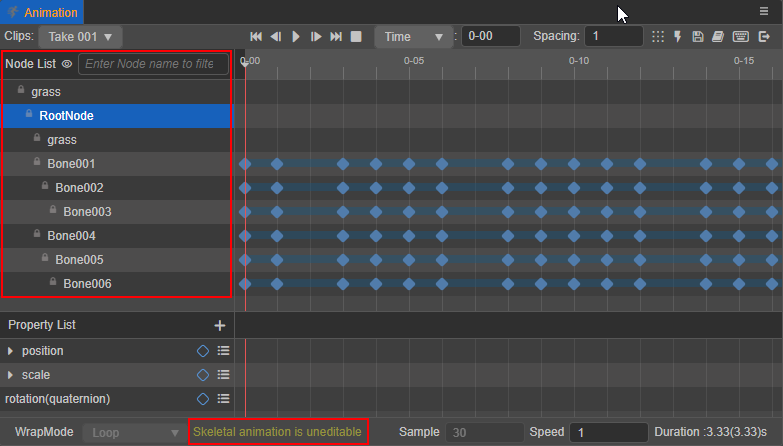 Animation
Clips: Take 001 Time : 0-00 Spacing: 1
Node List Enter Node name to filte 0-00 0-05 0-10 0-15
grass
RootNode
grass
Bone001
Bone002
Bone003
Bone004
Bone005
Bone006
Property List +
position
scale
rotation(quaternion)
WrapMode Loop Skeletal animation is uneditable Sample 30 Speed 1 Duration :3.33(3.33)s